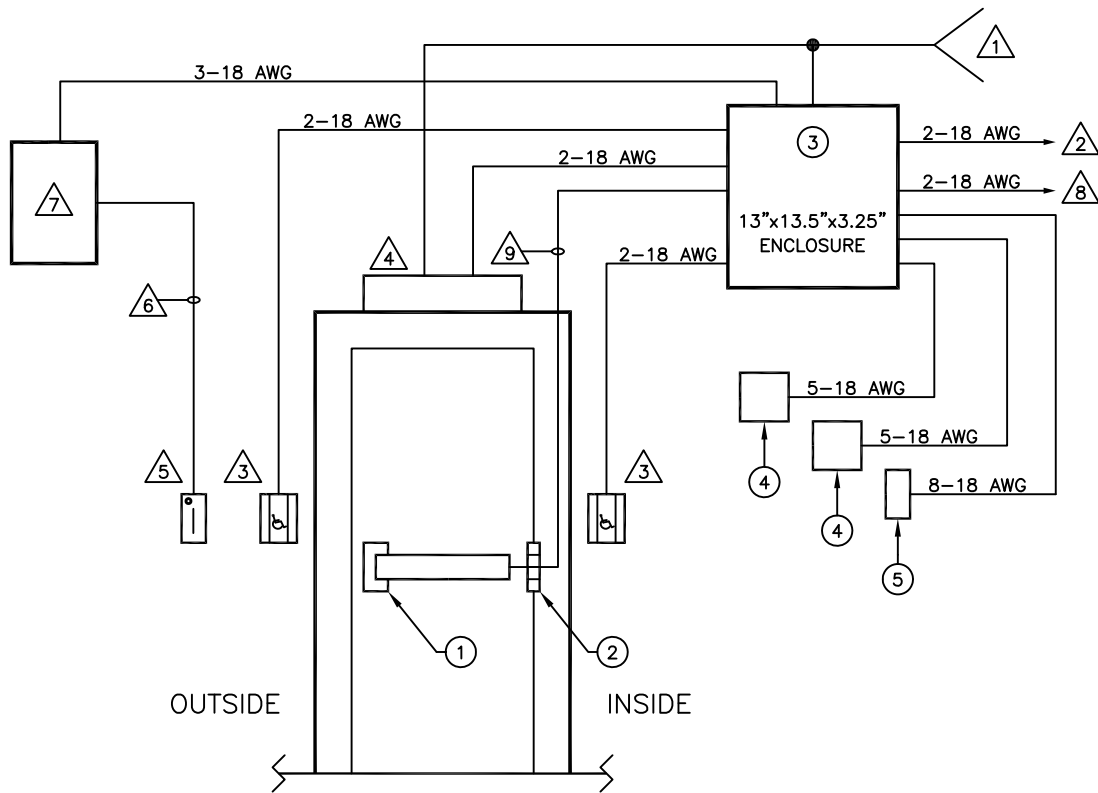 1
3-18 AWG
2-18 AWG
3
2-18 AWG
2
2-18 AWG
7
2-18 AWG
8
13"x13.5"x3.25"
ENCLOSURE
4
9
2-18 AWG
6
5-18 AWG
5-18 AWG
5
3
3
4
8-18 AWG
4
5
1
2
OUTSIDE
INSIDE